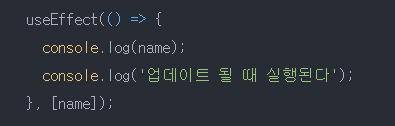 useEffect(() => {
  console.log(name);
  console.log('업데이트 될 때 실행된다');
}, [name]);